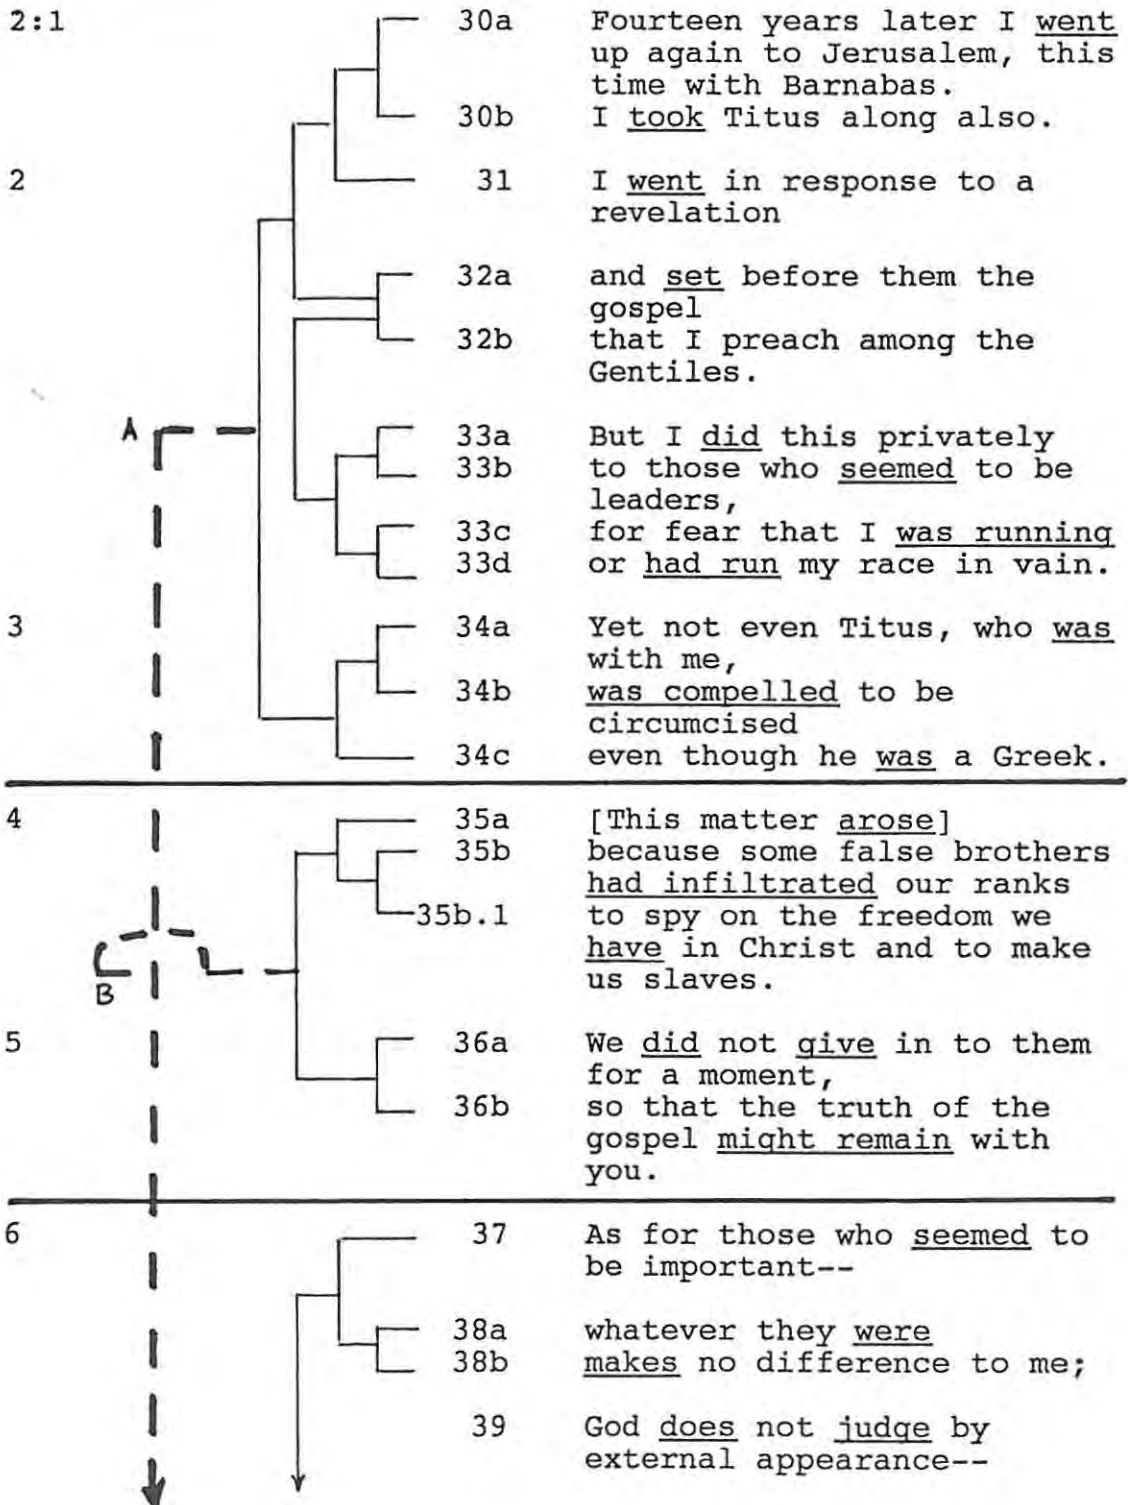 2:1 30a Fourteen years later I went
up again to Jerusalem, this
time with Barnabas.
30b I took Titus along also.
2 31 I went in response to a
revelation
32a and set before them the
gospel
32b that I preach among the
Gentiles.
A 33a But I did this privately
33b to those who seemed to be
leaders,
33c for fear that I was running
33d or had run my race in vain.
3 34a Yet not even Titus, who was
with me,
34b was compelled to be
circumcised
34c even though he was a Greek.
4 35a [This matter arose]
35b because some false brothers
had infiltrated our ranks
35b.1 to spy on the freedom we
have in Christ and to make
B us slaves.
5 36a We did not give in to them
for a moment,
36b so that the truth of the
gospel might remain with
you.
6 37 As for those who seemed to
be important--
38a whatever they were
38b makes no difference to me;
39 God does not judge by
external appearance--